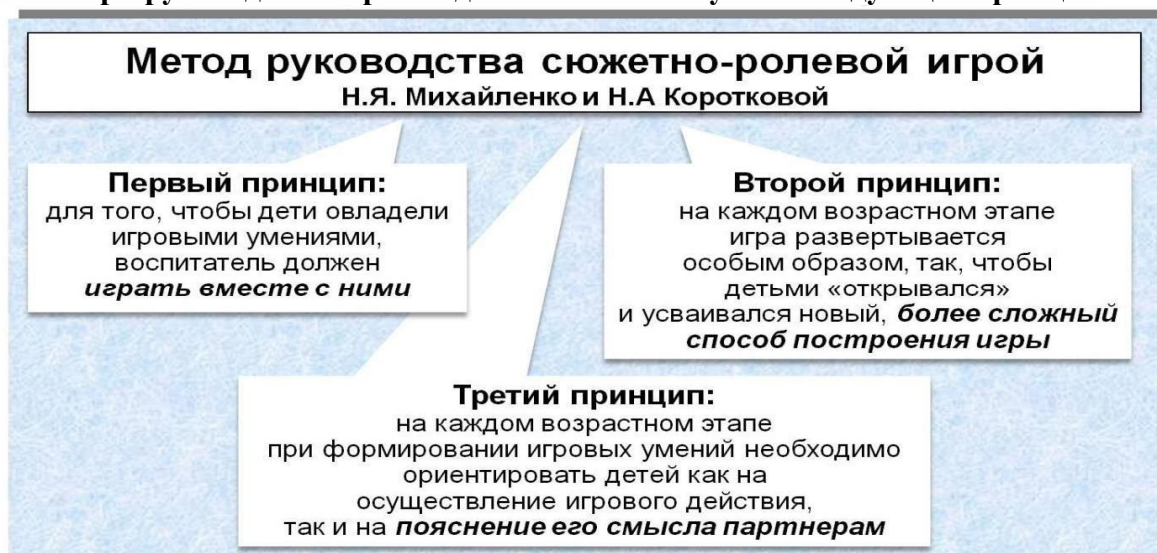 Метод руководства сюжетно-ролевой игрой
Н.Я. Михайленко и Н.А Коротковой
Первый принцип:
для того, чтобы дети овладели
игровыми умениями,
воспитатель должен
играть вместе с ними
Второй принцип:
на каждом возрастном этапе
игра развертывается
особым образом, так, чтобы
детьми «открывался»
и усваивался новый, более сложный
способ построения игры
Третий принцип:
на каждом возрастном этапе
при формировании игровых умений необходимо
ориентировать детей как на
осуществление игрового действия,
так и на пояснение его смысла партнерам